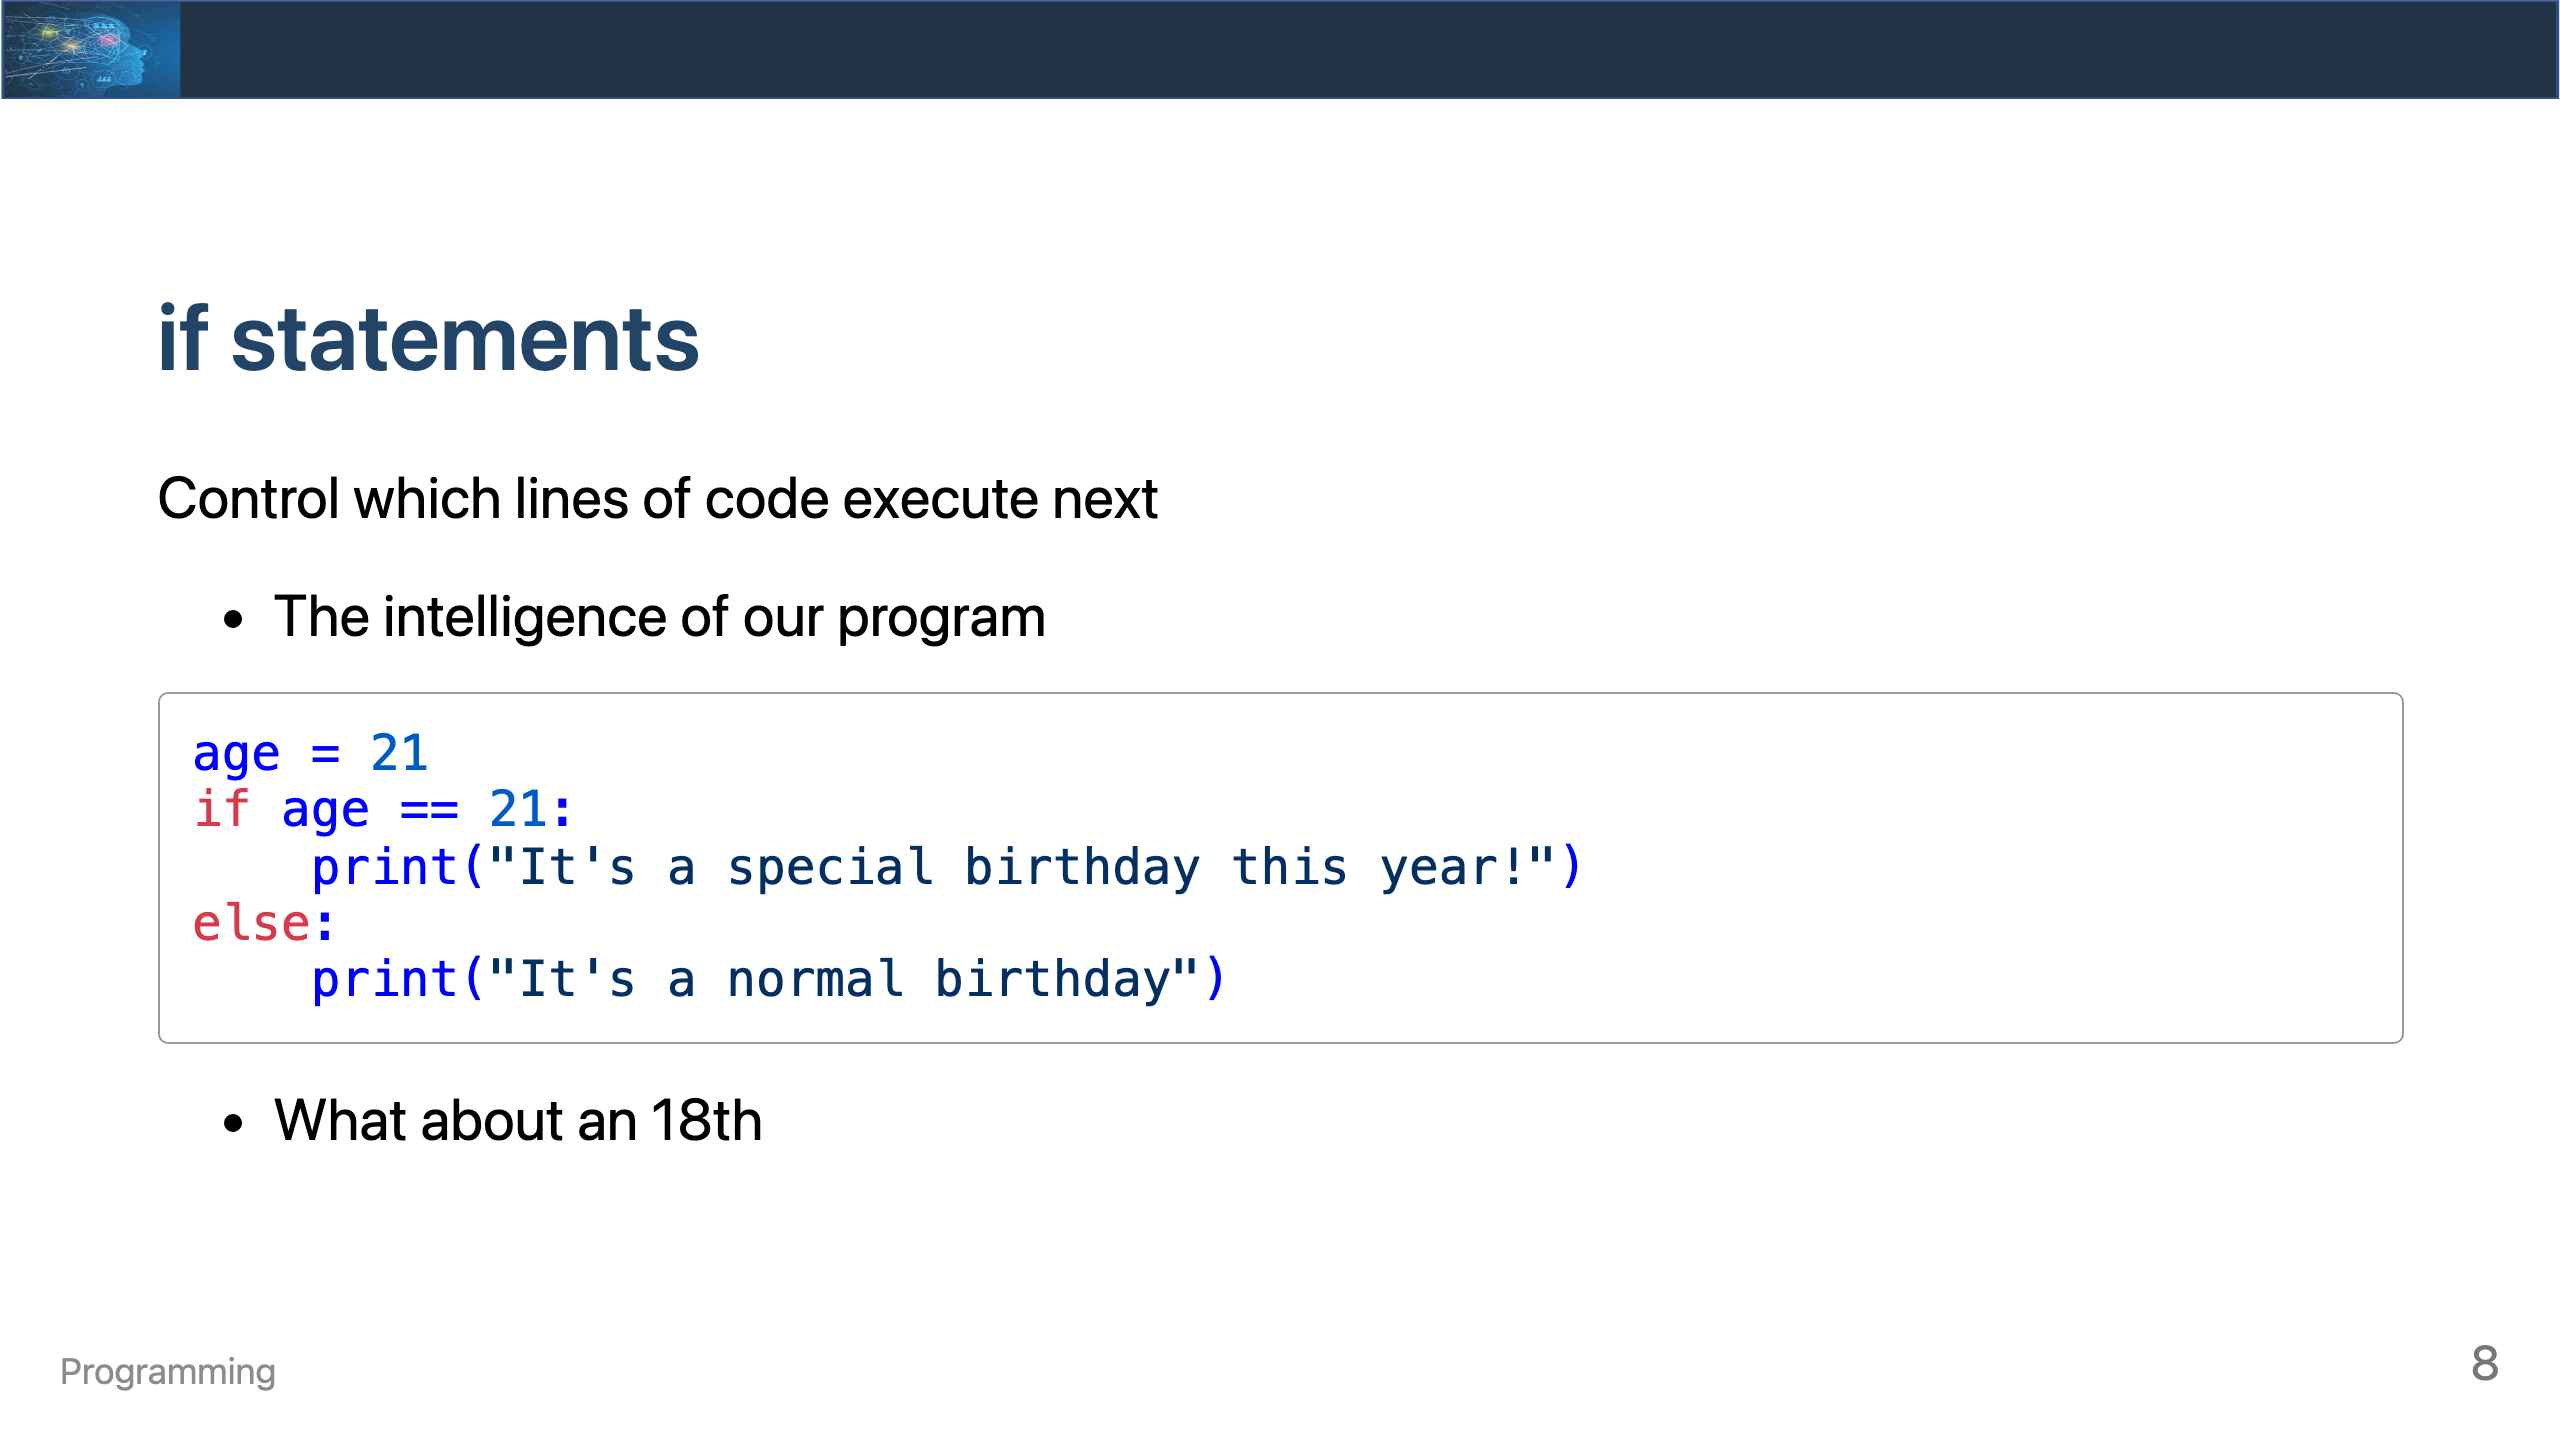 if statements
Control which lines of code execute next
• The intelligence of our program
age = 21
if age == 21:
    print("It's a special birthday this year!")
else:
    print("It's a normal birthday")
• What about an 18th
Programming
8